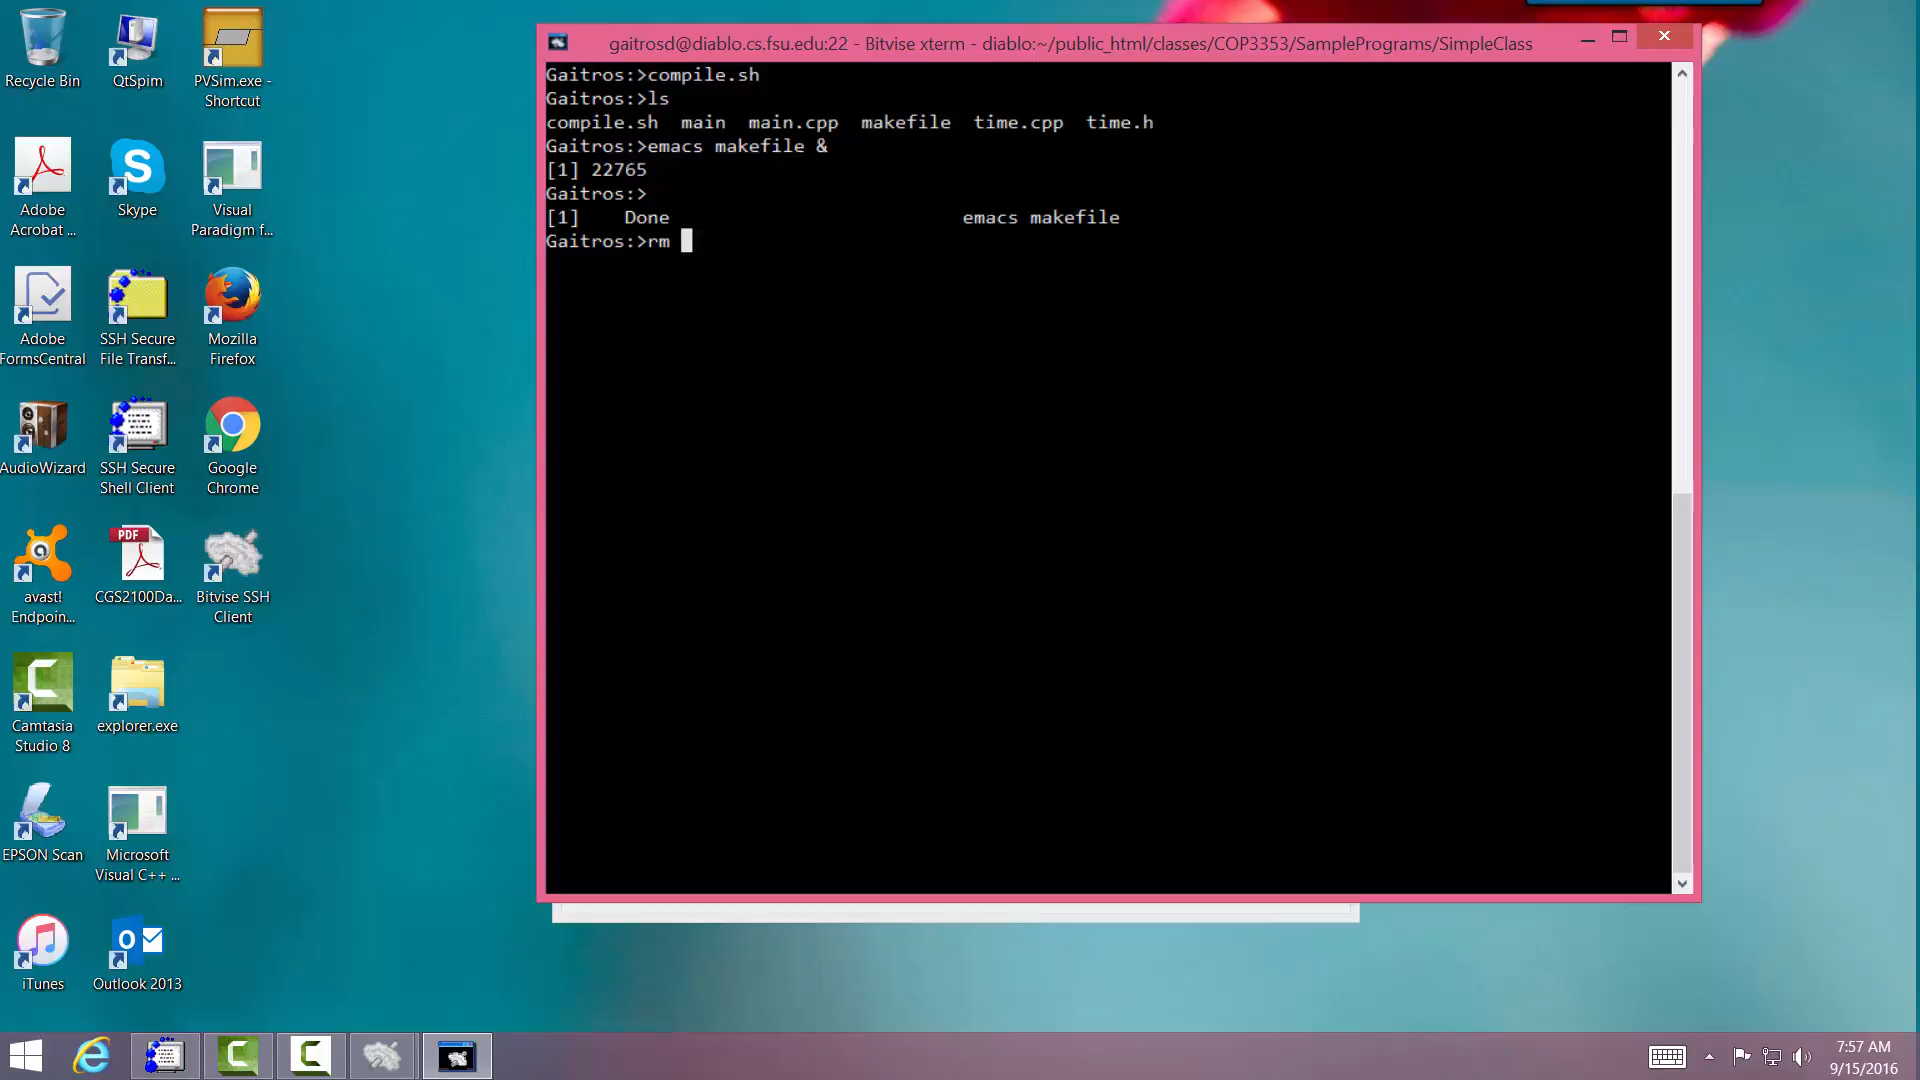 Recycle Bin
QtSpim
PVSim.exe -
Shortcut
Adobe
Acrobat ...
Skype
Visual
Paradigm f...
Adobe
FormsCentral
SSH Secure
File Transf...
Mozilla
Firefox
AudioWizard
SSH Secure
Shell Client
Google
Chrome
avast!
Endpoin...
PDF
CGS2100Da...
Bitvise SSH
Client
Camtasia
Studio 8
explorer.exe
EPSON Scan
Microsoft
Visual C++ ...
iTunes
Outlook 2013
gaitrosd@diablo.cs.fsu.edu:22 - Bitvise xterm - diablo:~/public_html/classes/COP3353/SamplePrograms/SimpleClass
Gaitros:>compile.sh
Gaitros:>ls
compile.sh  main  main.cpp  makefile  time.cpp  time.h
Gaitros:>emacs makefile &
[1] 22765
Gaitros:>
[1]    Done                          emacs makefile
Gaitros:>rm
7:57 AM
9/15/2016